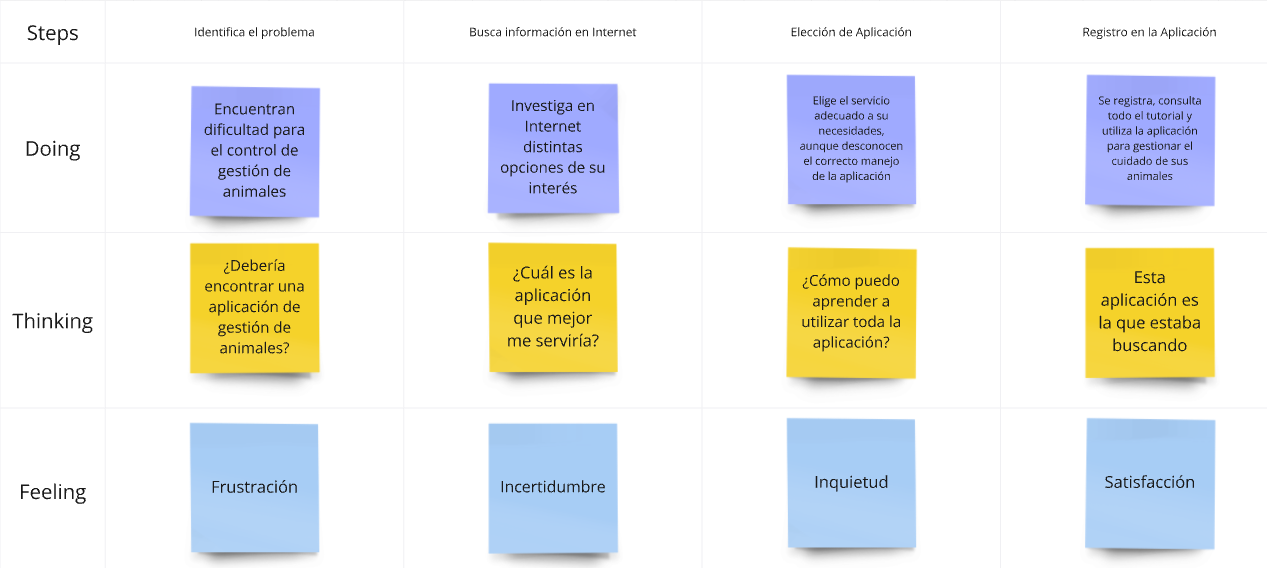 Steps
Identifica el problema
Busca información en Internet
Elección de Aplicación
Registro en la Aplicación
Doing
Encuentran
dificultad para
el control de
gestión de
animales
Investiga en
Internet
distintas
opciones de su
interés
Elige el servicio
adecuado a su
necesidades,
aunque desconocen
el correcto manejo
de la aplicación
Se registra, consulta
todo el tutorial y
utiliza la aplicación
para gestionar el
cuidado de sus
animales
Thinking
¿Debería
encontrar una
aplicación de
gestión de
animales?
¿Cuál es la
aplicación
que mejor
me serviría?
¿Cómo puedo
aprender a
utilizar toda la
aplicación?
Esta
aplicación es
la que estaba
buscando
Feeling
Frustración
Incertidumbre
Inquietud
Satisfacción